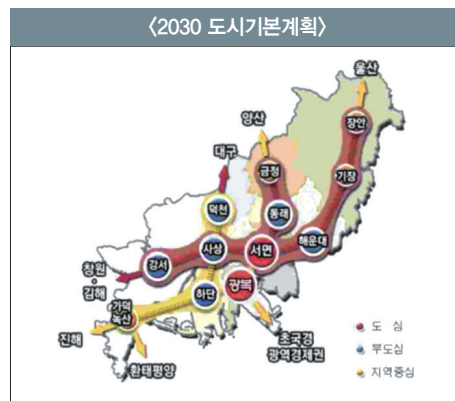 〈2030 도시기본계획〉
울산
양산
장안
대구
금정
기장
덕천
동래
사상
서면
해운대
강서
창원
·
김해
광복
하단
가덕
녹산
진해
환태평양
초국경
광역경제권
도 심
부도심
지역중심